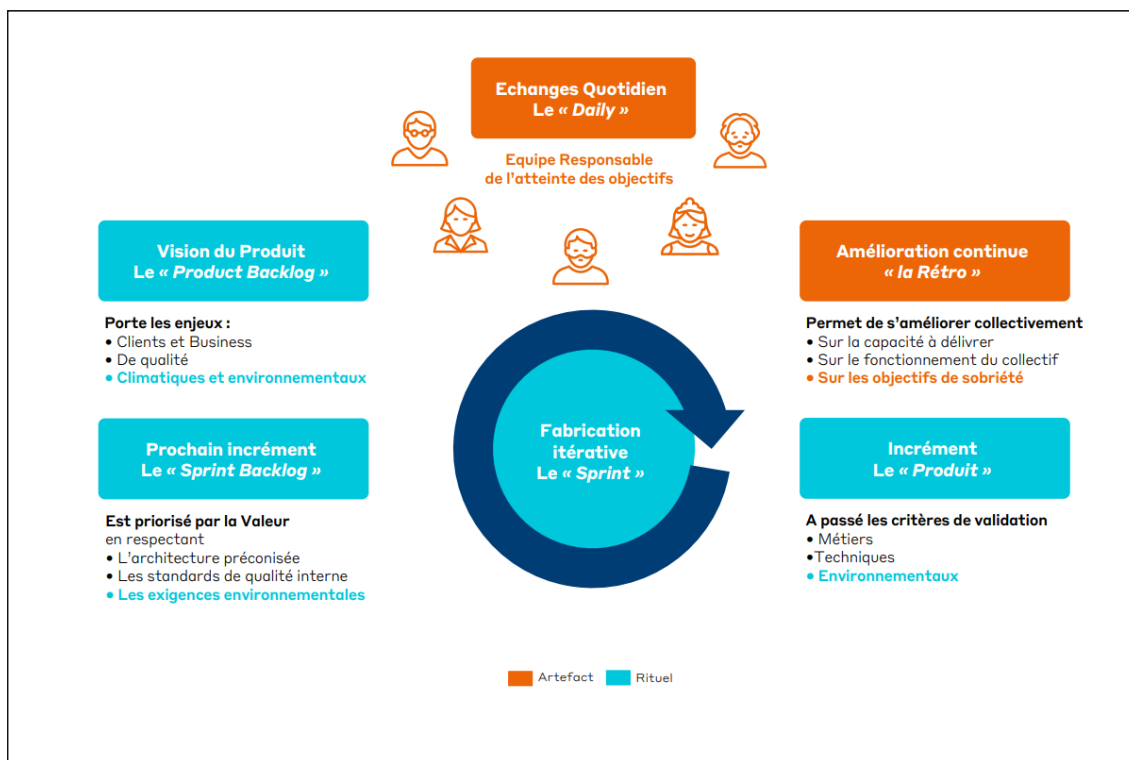 Echanges Quotidien
Le « Daily »
Equipe Responsable
de l'atteinte des objectifs
Vision du Produit
Le « Product Backlog »
Porte les enjeux :
• Clients et Business
• De qualité
• Climatiques et environnementaux
Prochain incrément
Le « Sprint Backlog »
Est priorisé par la Valeur
en respectant
• L'architecture préconisée
• Les standards de qualité interne
• Les exigences environnementales
Fabrication
itérative
Le « Sprint »
Amélioration continue
« la Rétro »
Permet de s'améliorer collectivement
• Sur la capacité à délivrer
• Sur le fonctionnement du collectif
• Sur les objectifs de sobriété
Incrément
Le « Produit »
A passé les critères de validation
• Métiers
•Techniques
• Environnementaux
Artefact
Rituel